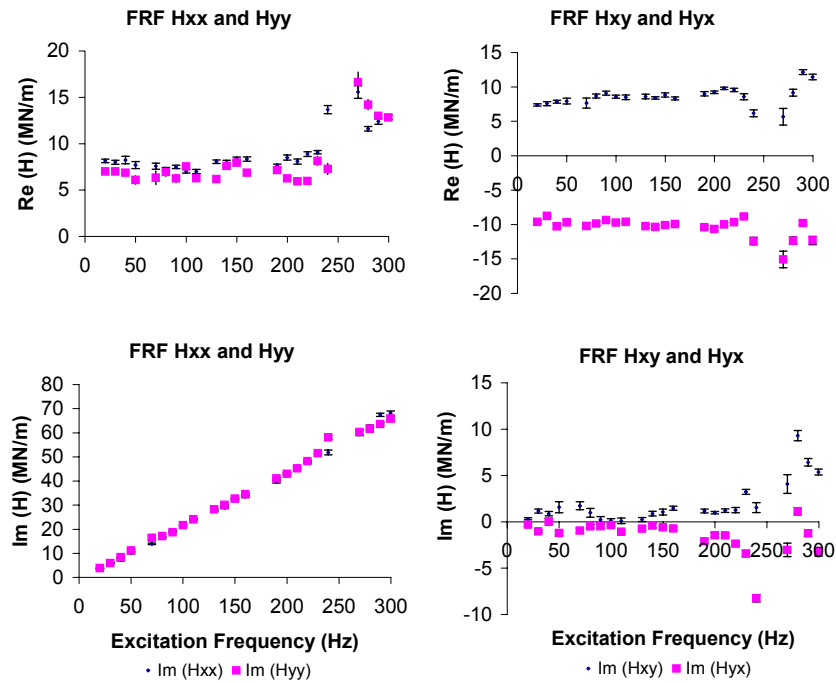 FRF Hxx and Hyy
20
15
10
5
0
0 50 100 150 200 250 300
Re (H) (MN/m)
FRF Hxy and Hyx
15
10
5
0
-5
-10
-15
-20
0 50 100 150 200 250 300
Re (H) (MN/m)
FRF Hxx and Hyy
70
60
50
40
30
20
10
0
0 50 100 150 200 250 300
Im (H) (MN/m)
Excitation Frequency (Hz)
Im (Hxx) Im (Hyy)
FRF Hxy and Hyx
15
10
5
0
-5
-10
0 50 100 150 200 250 300
Im (H) (MN/m)
Excitation Frequency (Hz)
Im (Hxy) Im (Hyx)